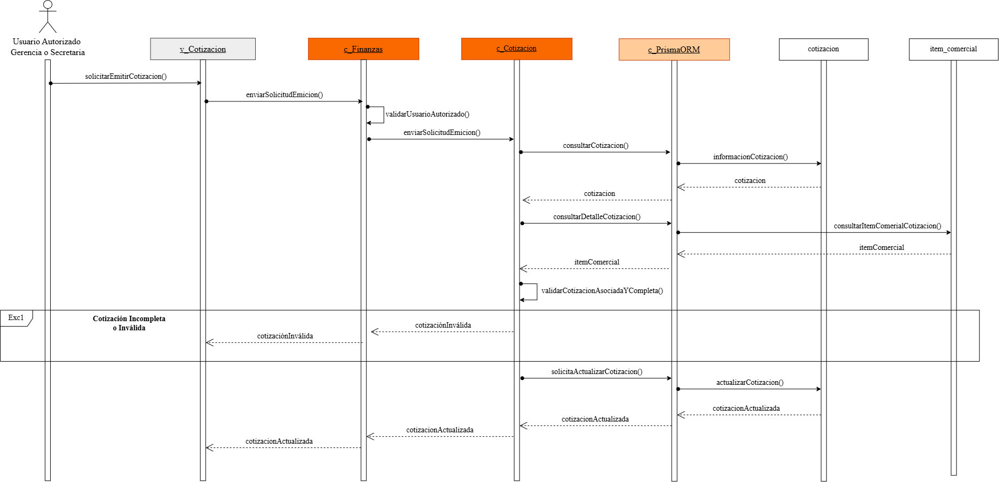 Usuario Autorizado
Gerencia o Secretaria
v_Cotizacion
c_Finanzas
c_Cotizacion
c_PrismaORM
cotizacion
item_comercial
solicitarEmitirCotizacion()
enviarSolicitudEmicion()
validarUsuarioAutorizado()
enviarSolicitudEmicion()
consultarCotizacion()
informacionCotizacion()
cotizacion
cotizacion
consultarDetalleCotizacion()
consultarItemComerialCotizacion()
itemComercial
itemComercial
validarCotizacionAsociadaYCompleta()
Exc1
Cotización Incompleta
o Inválida
cotizaciónInválida
cotizaciónInválida
solicitaActualizarCotizacion()
actualizarCotizacion()
cotizacionActualizada
cotizacionActualizada
cotizacionActualizada
cotizacionActualizada